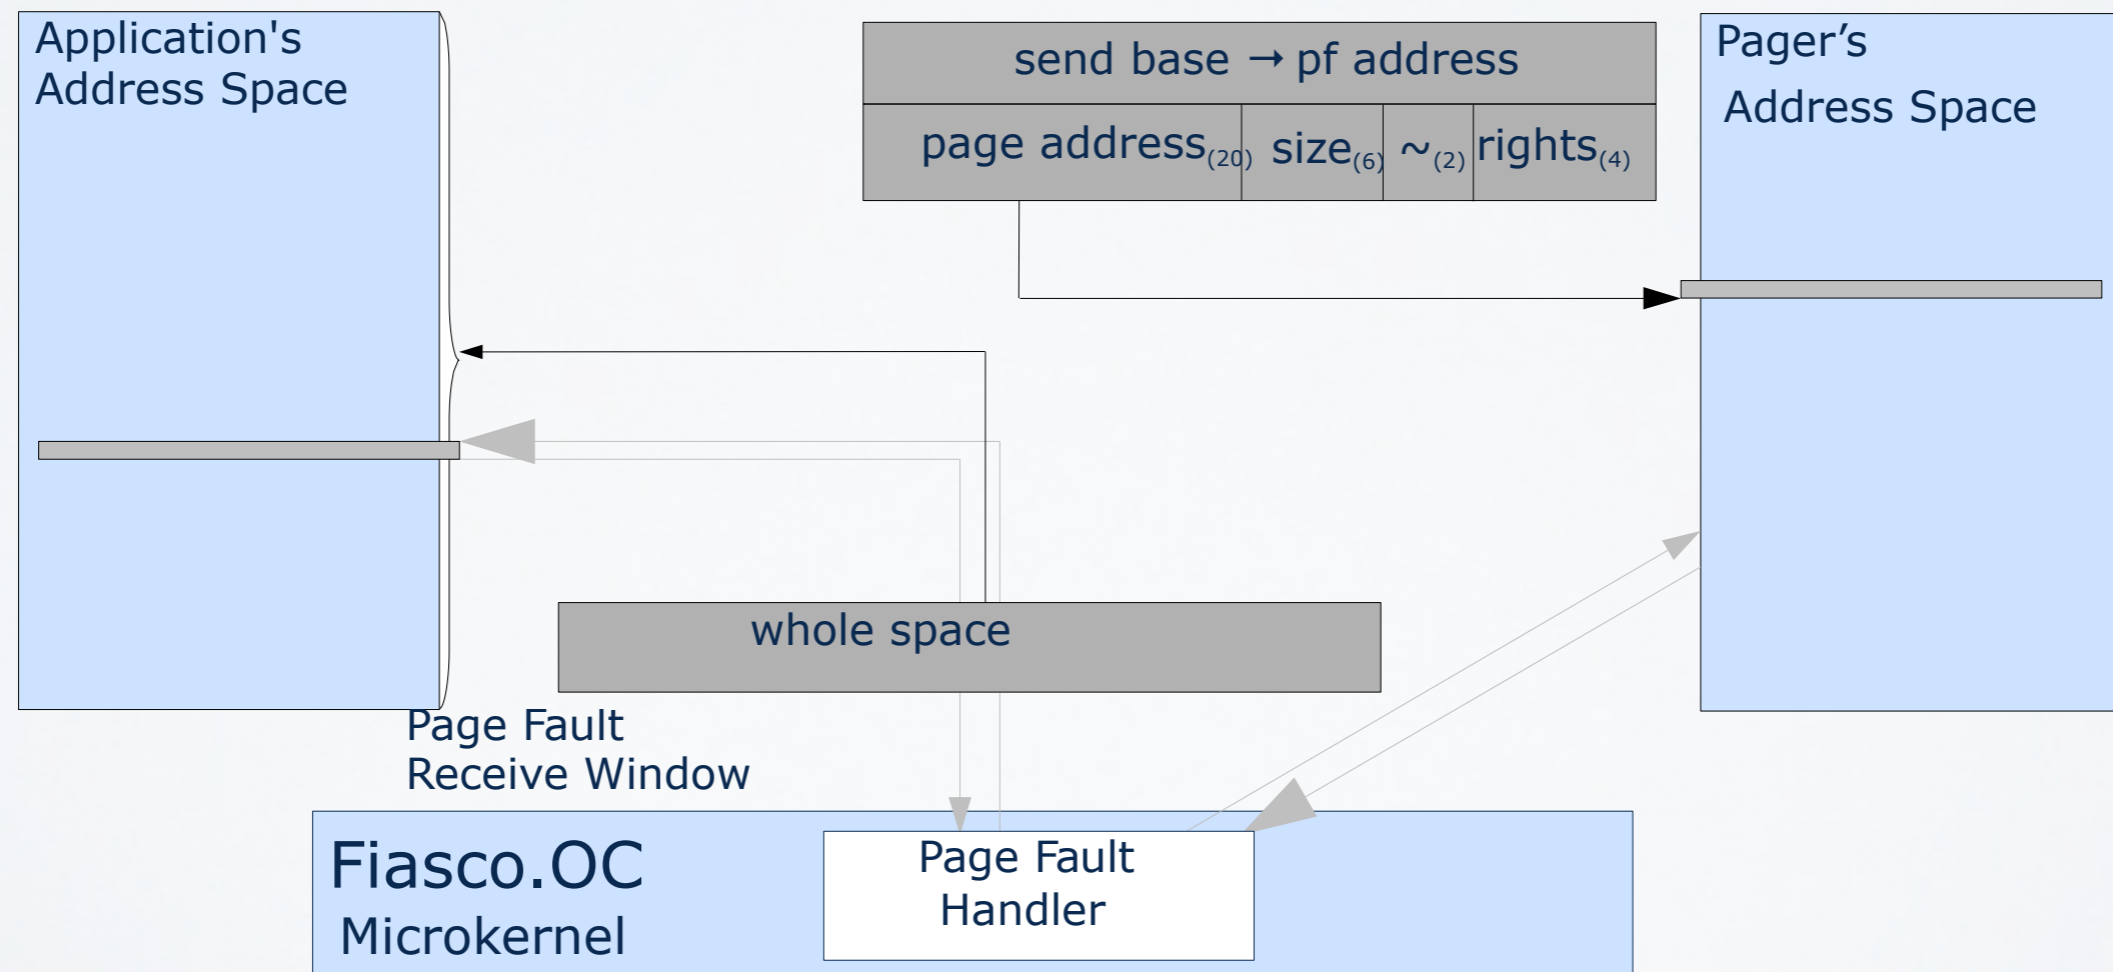 Application's
Address Space
send base → pf address
page address(20) size(6) ~(2) rights(4)
Pager’s
Address Space
whole space
Page Fault
Receive Window
Fiasco.OC
Microkernel
Page Fault
Handler